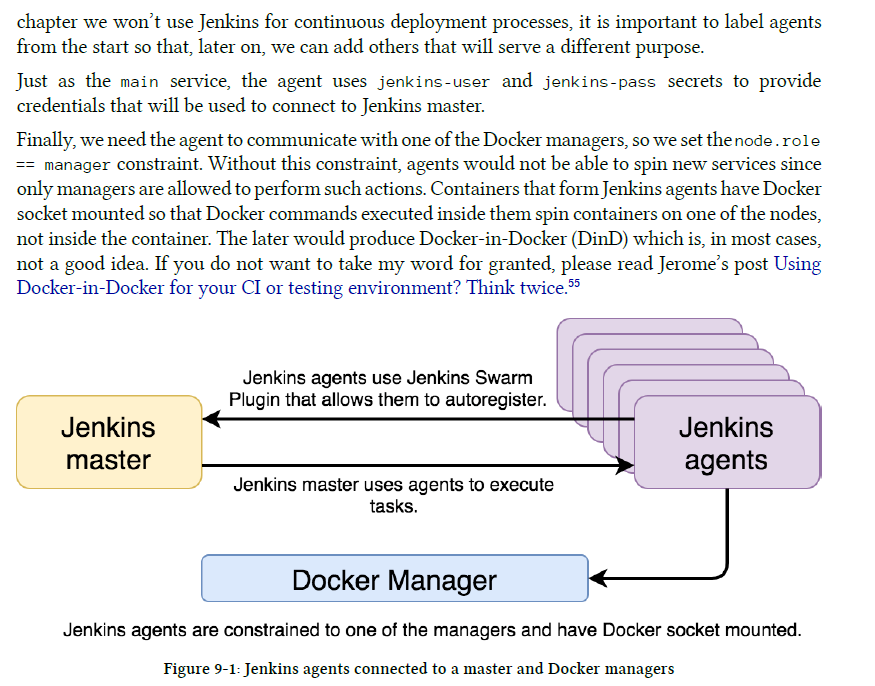 chapter we won’t use Jenkins for continuous deployment processes, it is important to label agents
from the start so that, later on, we can add others that will serve a different purpose.
Just as the main service, the agent uses jenkins-user and jenkins-pass secrets to provide
credentials that will be used to connect to Jenkins master.
Finally, we need the agent to communicate with one of the Docker managers, so we set the node.role
== manager constraint. Without this constraint, agents would not be able to spin new services since
only managers are allowed to perform such actions. Containers that form Jenkins agents have Docker
socket mounted so that Docker commands executed inside them spin containers on one of the nodes,
not inside the container. The later would produce Docker-in-Docker (DinD) which is, in most cases,
not a good idea. If you do not want to take my word for granted, please read Jerome’s post Using
Docker-in-Docker for your CI or testing environment? Think twice.⁵⁵
Jenkins agents use Jenkins Swarm
Plugin that allows them to autoregister.
Jenkins
master
Jenkins
agents
Jenkins master uses agents to execute
tasks.
Docker Manager
Jenkins agents are constrained to one of the managers and have Docker socket mounted.
Figure 9-1: Jenkins agents connected to a master and Docker managers